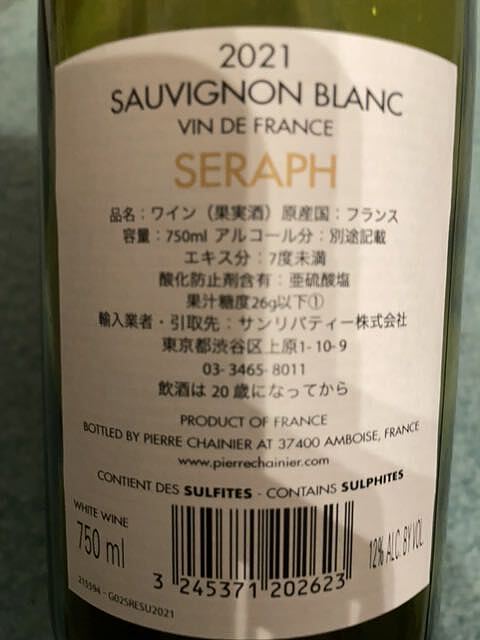 2021
SAUVIGNON BLANC
VIN DE FRANCE
SERAPH
品名：ワイン（果実酒）原産国：フランス
容量：750ml アルコール分：別途記載
エキス分：7度未満
酸化防止剤含有：亜硫酸塩
果汁糖度26g以下①
輸入業者・引取先：サンリバティー株式会社
東京都渋谷区上原1-10-9
03-3465-8011
飲酒は20歳になってから
PRODUCT OF FRANCE
BOTTLED BY PIERRE CHAINIER AT 37400 AMBOISE, FRANCE
www.pierrechainier.com
CONTIENT DES SULFITES - CONTAINS SULPHITES
WHITE WINE
750 ml
12% ALC. BY VOL.
3 245371 202623
215594 - G025RESU2021